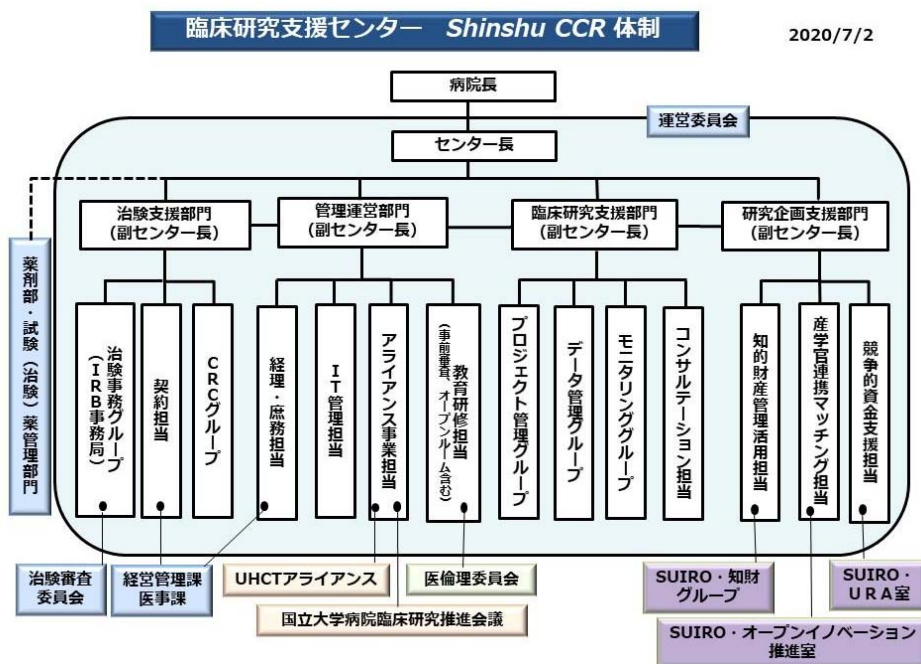 臨床研究支援センター Shinshu CCR 体制
2020/7/2
病院長
運営委員会
センター長
治験支援部門
(副センター長)
管理運営部門
(副センター長)
臨床研究支援部門
(副センター長)
研究企画支援部門
(副センター長)
薬剤部・試験(治験)薬管理部門
治験事務グループ
(IRB事務局)
契約担当
CRCグループ
経理・庶務担当
IT管理担当
アライアンス事業担当
教育研修担当
(事前審査、オープンルーム含む)
プロジェクト管理グループ
データ管理グループ
モニタリンググループ
コンサルテーション担当
知的財産管理活用担当
産学官連携マッチング担当
競争的資金支援担当
治験審査
委員会
経営管理課
医事課
UHCTアライアンス
国立大学病院臨床研究推進会議
医倫理委員会
SUIRO・知財
グループ
SUIRO・オープンイノベーション
推進室
SUIRO・
URA室